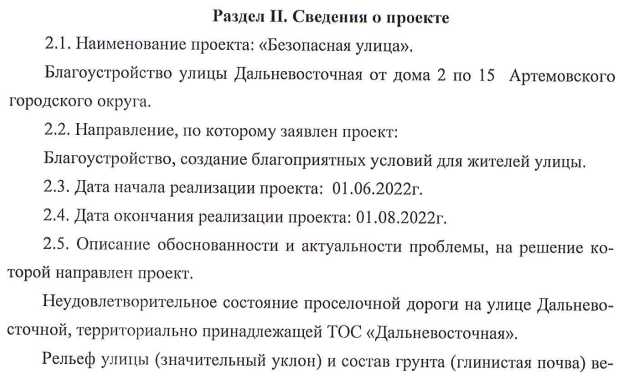 Раздел II. Сведения о проекте
2.1. Наименование проекта: «Безопасная улица».
Благоустройство улицы Дальневосточная от дома 2 по 15 Артемовского
городского округа.
2.2. Направление, по которому заявлен проект:
Благоустройство, создание благоприятных условий для жителей улицы.
2.3. Дата начала реализации проекта: 01.06.2022г.
2.4. Дата окончания реализации проекта: 01.08.2022г.
2.5. Описание обоснованности и актуальности проблемы, на решение ко-
торой направлен проект.
Неудовлетворительное состояние проселочной дороги на улице Дальнево-
сточной, территориально принадлежащей ТОС «Дальневосточная».
Рельеф улицы (значительный уклон) и состав грунта (глинистая почва) ве-